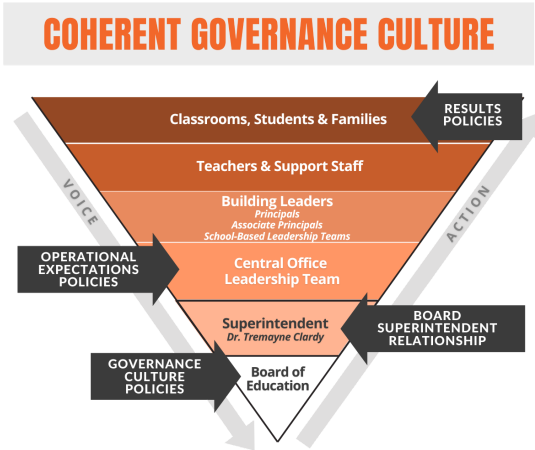 COHERENT GOVERNANCE CULTURE
Classrooms, Students & Families
RESULTS
POLICIES
Teachers & Support Staff
VOICE
ACTION
Building Leaders
Principals
Associate Principals
School-Based Leadership Teams
OPERATIONAL
EXPECTATIONS
POLICIES
Central Office
Leadership Team
Superintendent
Dr. Tremayne Clardy
BOARD
SUPERINTENDENT
RELATIONSHIP
GOVERNANCE
CULTURE
POLICIES
Board of
Education